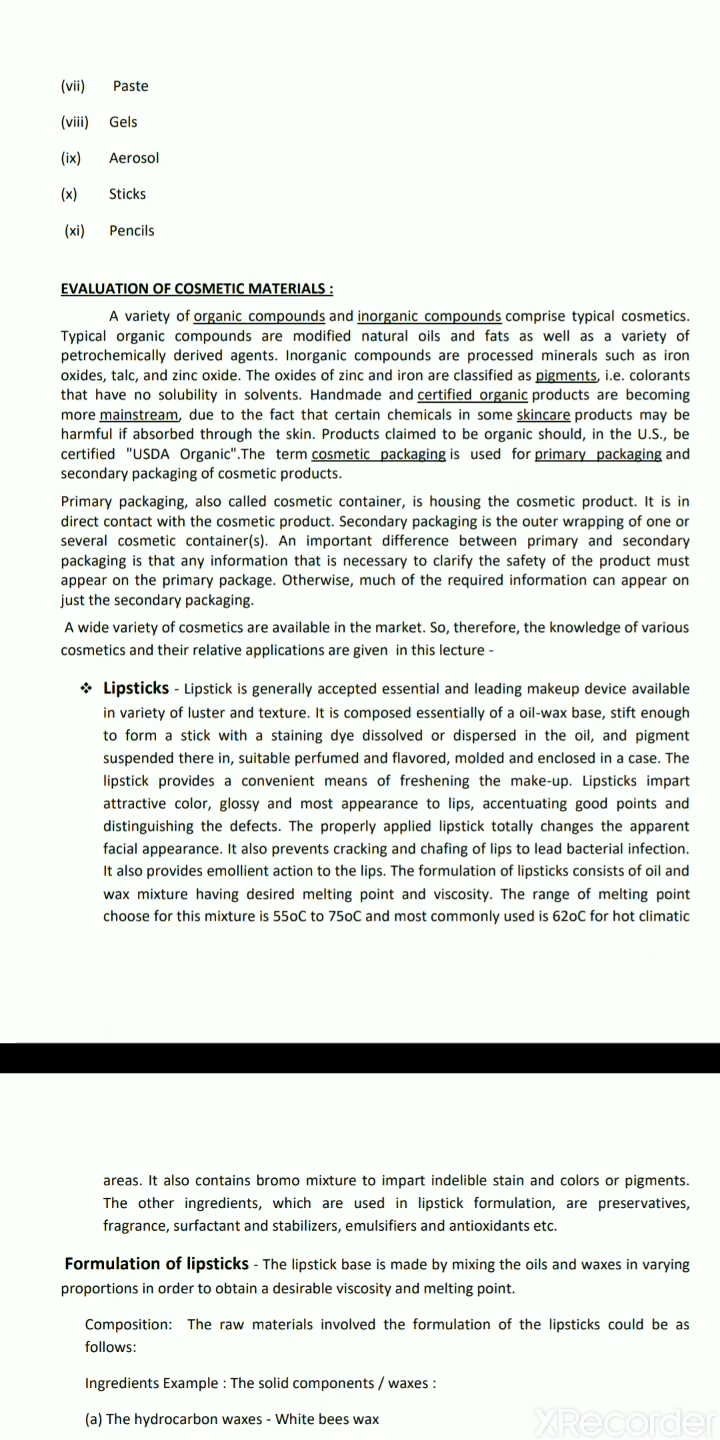 (vii) Paste
(viii) Gels
(ix) Aerosol
(x) Sticks
(xi) Pencils
EVALUATION OF COSMETIC MATERIALS :
A variety of organic compounds and inorganic compounds comprise typical cosmetics.
Typical organic compounds are modified natural oils and fats as well as a variety of
petrochemically derived agents. Inorganic compounds are processed minerals such as iron
oxides, talc, and zinc oxide. The oxides of zinc and iron are classified as pigments, i.e. colorants
that have no solubility in solvents. Handmade and certified organic products are becoming
more mainstream, due to the fact that certain chemicals in some skincare products may be
harmful if absorbed through the skin. Products claimed to be organic should, in the U.S., be
certified "USDA Organic".The term cosmetic packaging is used for primary packaging and
secondary packaging of cosmetic products.
Primary packaging, also called cosmetic container, is housing the cosmetic product. It is in
direct contact with the cosmetic product. Secondary packaging is the outer wrapping of one or
several cosmetic container(s). An important difference between primary and secondary
packaging is that any information that is necessary to clarify the safety of the product must
appear on the primary package. Otherwise, much of the required information can appear on
just the secondary packaging.
A wide variety of cosmetics are available in the market. So, therefore, the knowledge of various
cosmetics and their relative applications are given in this lecture -
❖ Lipsticks - Lipstick is generally accepted essential and leading makeup device available
in variety of luster and texture. It is composed essentially of a oil-wax base, stift enough
to form a stick with a staining dye dissolved or dispersed in the oil, and pigment
suspended there in, suitable perfumed and flavored, molded and enclosed in a case. The
lipstick provides a convenient means of freshening the make-up. Lipsticks impart
attractive color, glossy and most appearance to lips, accentuating good points and
distinguishing the defects. The properly applied lipstick totally changes the apparent
facial appearance. It also prevents cracking and chafing of lips to lead bacterial infection.
It also provides emollient action to the lips. The formulation of lipsticks consists of oil and
wax mixture having desired melting point and viscosity. The range of melting point
choose for this mixture is 55oC to 75oC and most commonly used is 62oC for hot climatic
areas. It also contains bromo mixture to impart indelible stain and colors or pigments.
The other ingredients, which are used in lipstick formulation, are preservatives,
fragrance, surfactant and stabilizers, emulsifiers and antioxidants etc.
Formulation of lipsticks - The lipstick base is made by mixing the oils and waxes in varying
proportions in order to obtain a desirable viscosity and melting point.
Composition: The raw materials involved the formulation of the lipsticks could be as
follows:
Ingredients Example : The solid components / waxes :
(a) The hydrocarbon waxes - White bees wax
XRecorder